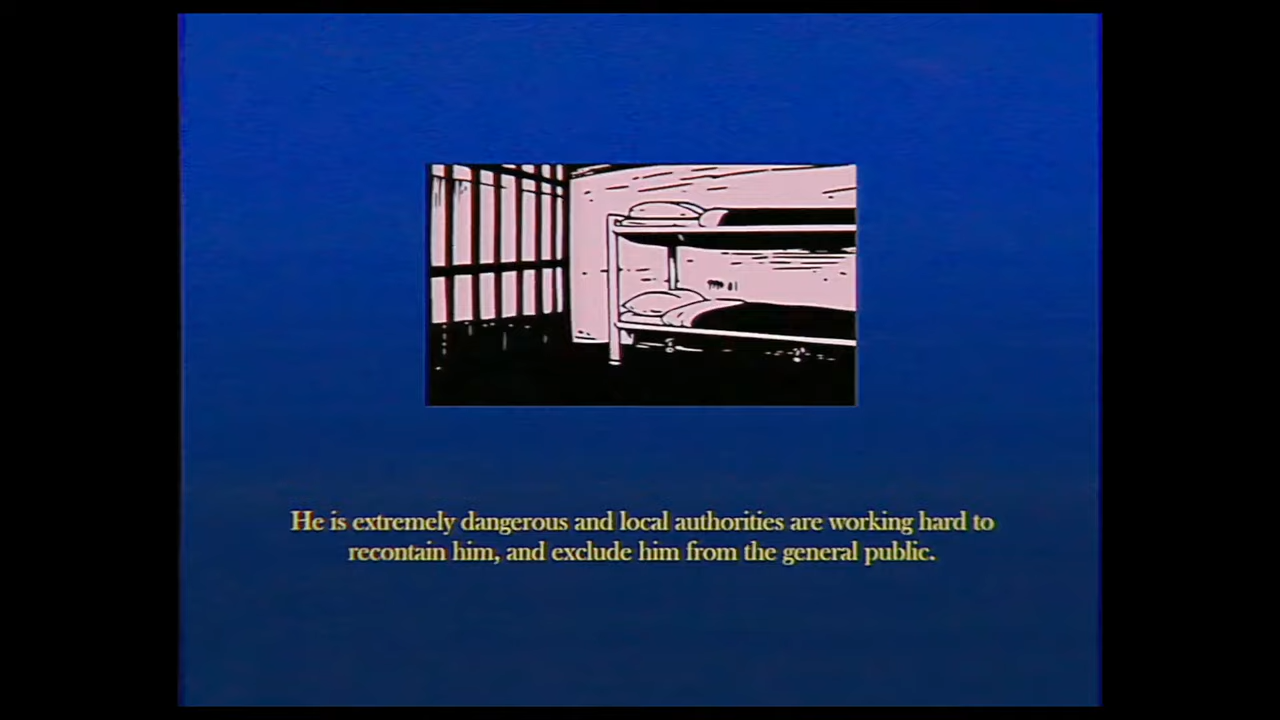 He is extremely dangerous and local authorities are working hard to
recontain him, and exclude him from the general public.